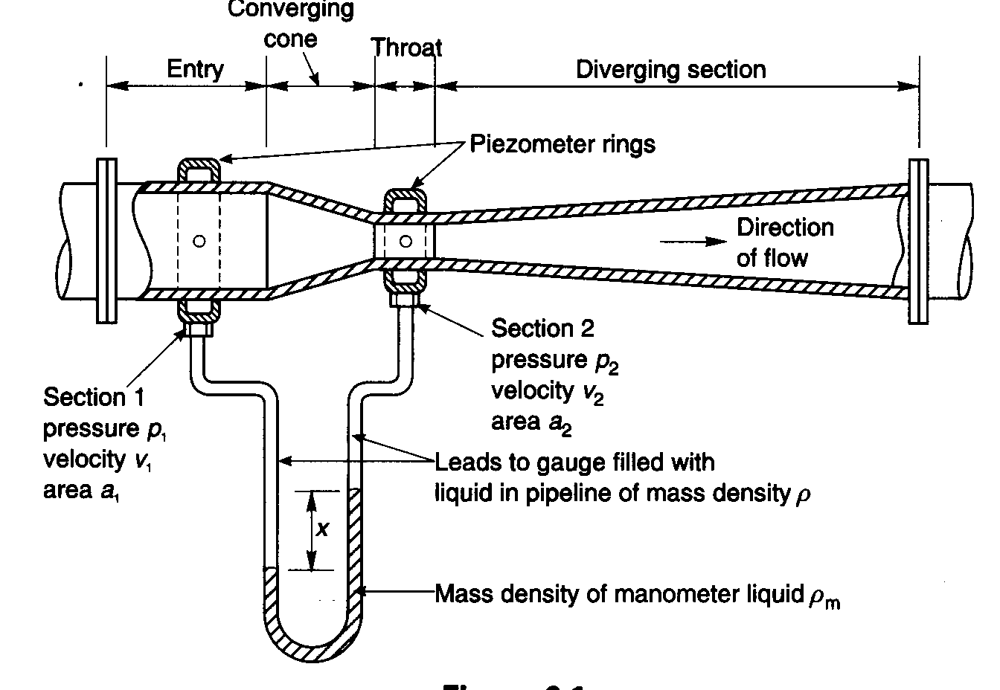 Converging
cone
Throat
Entry
Diverging section
Piezometer rings
Direction
of flow
Section 2
pressure p₂
velocity v₂
area a₂
Section 1
pressure p₁
velocity v₁
area a₁
Leads to gauge filled with
liquid in pipeline of mass density ρ
x
Mass density of manometer liquid ρm